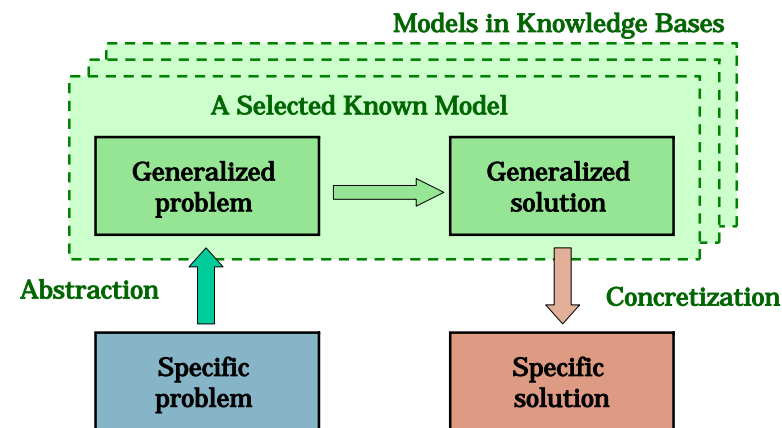 Models in Knowledge Bases
A Selected Known Model
Generalized
problem
Generalized
solution
Abstraction
Concretization
Specific
problem
Specific
solution